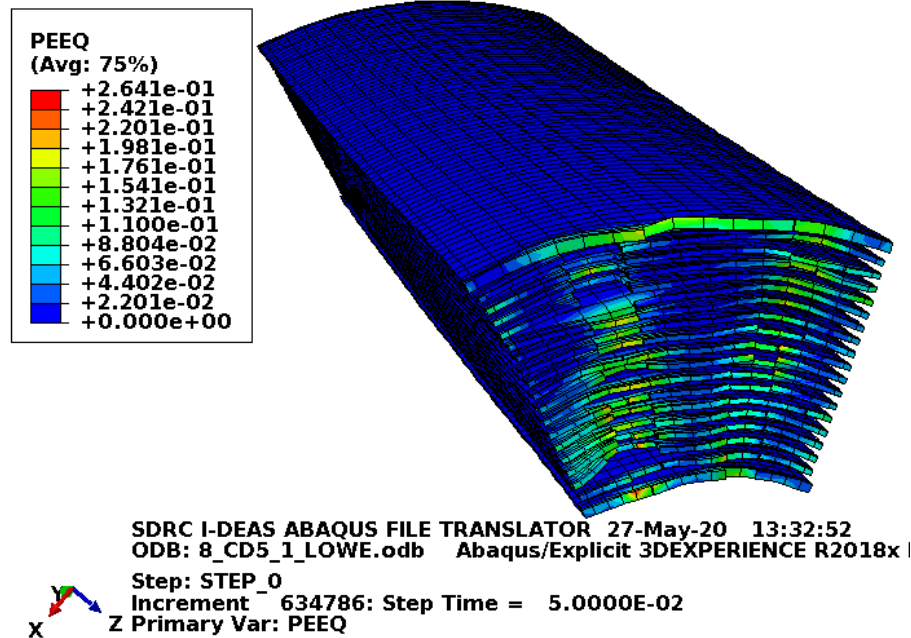 PEEQ
(Avg: 75%)
+2.641e-01
+2.421e-01
+2.201e-01
+1.981e-01
+1.761e-01
+1.541e-01
+1.321e-01
+1.100e-01
+8.804e-02
+6.603e-02
+4.402e-02
+2.201e-02
+0.000e+00
SDRC I-DEAS ABAQUS FILE TRANSLATOR 27-May-20 13:32:52
ODB: 8_CD5_1_LOWE.odb Abaqus/Explicit 3DEXPERIENCE R2018x
Step: STEP_0
Increment 634786: Step Time = 5.0000E-02
Primary Var: PEEQ
Y
X
Z